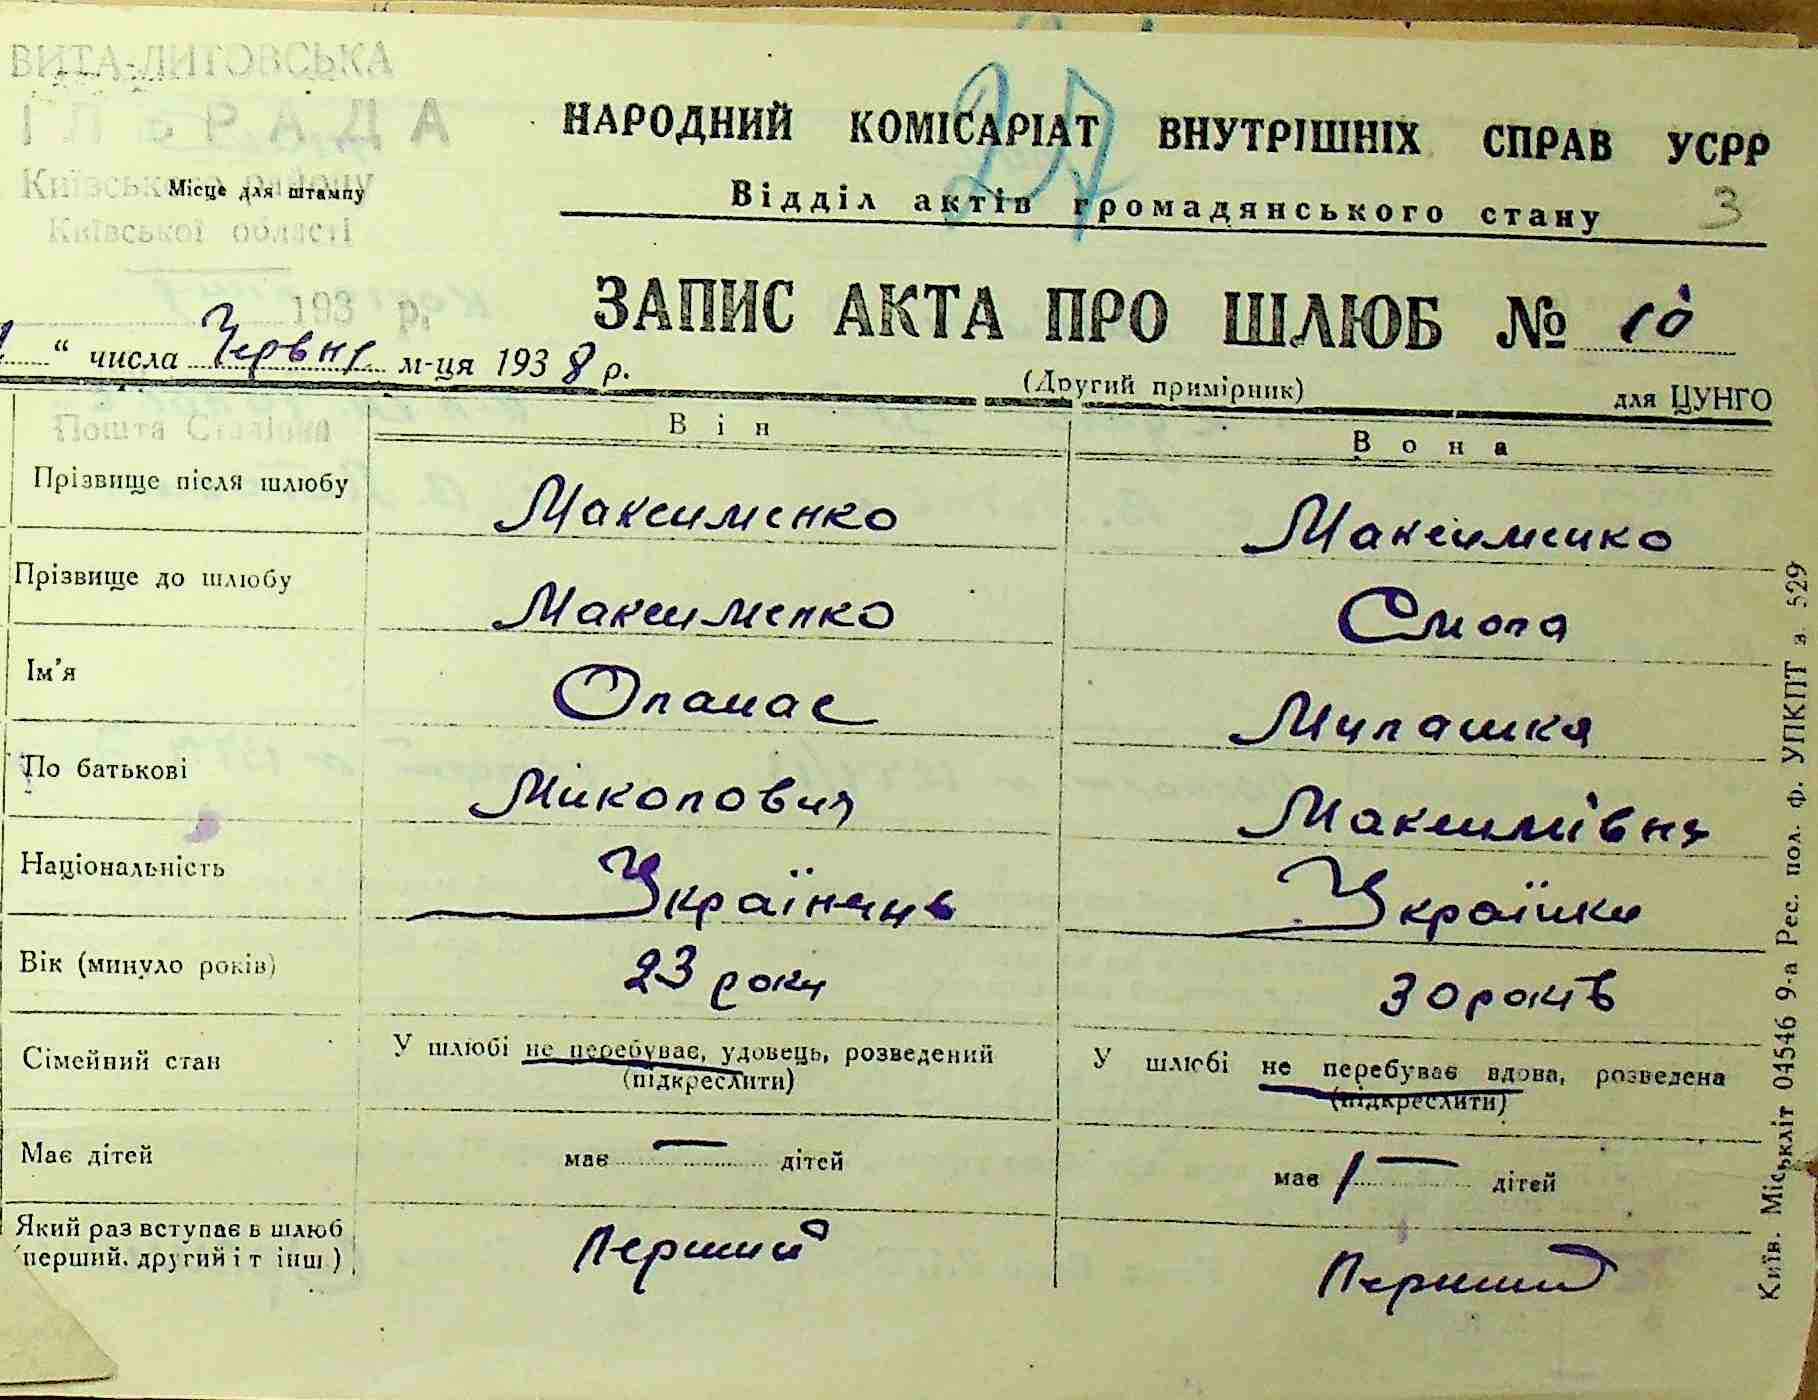 ВИТА-ЛИТОВСЬКА
РАДА
Київського району
Місце для штампу
Київської області
193 р.
27
НАРОДНИЙ КОМІСАРІАТ ВНУТРІШНІХ СПРАВ УСРР
Відділ актів громадянського стану 3
ЗАПИС АКТА ПРО ШЛЮБ № 10
“ числа Червня м-ця 1938 р.
(Другий примірник) для ЦУНГО
Пошта
Він Вона
Прізвище після шлюбу Максименко Максименко
Прізвище до шлюбу Максименко Смола
Ім'я Опанас Милашка
По батькові Миколович Максимівна
Національність Українець Українка
Вік (минуло років) 23 роки 30 років
Сімейний стан У шлюбі не перебуває, удовець, розведений У шлюбі не перебуває вдова, розведена
(підкреслити) (підкреслити)
Має дітей має — дітей має 1 — дітей
Який раз вступає в шлюб Перший Перший
(перший, другий і т інш.)
Київ. Міськліт 04546 9-а Рес. пол. ф. УПКПТ з. 529